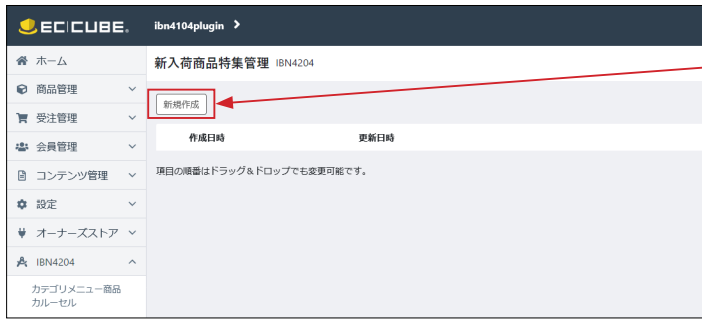 EC CUBE®
ibn4104plugin
ホーム
商品管理
受注管理
会員管理
コンテンツ管理
設定
オーナーズストア
IBN4204
カテゴリメニュー商品
カルーセル
新入荷商品特集管理 IBN4204
新規作成
作成日時 更新日時
項目の順番はドラッグ&ドロップでも変更可能です。